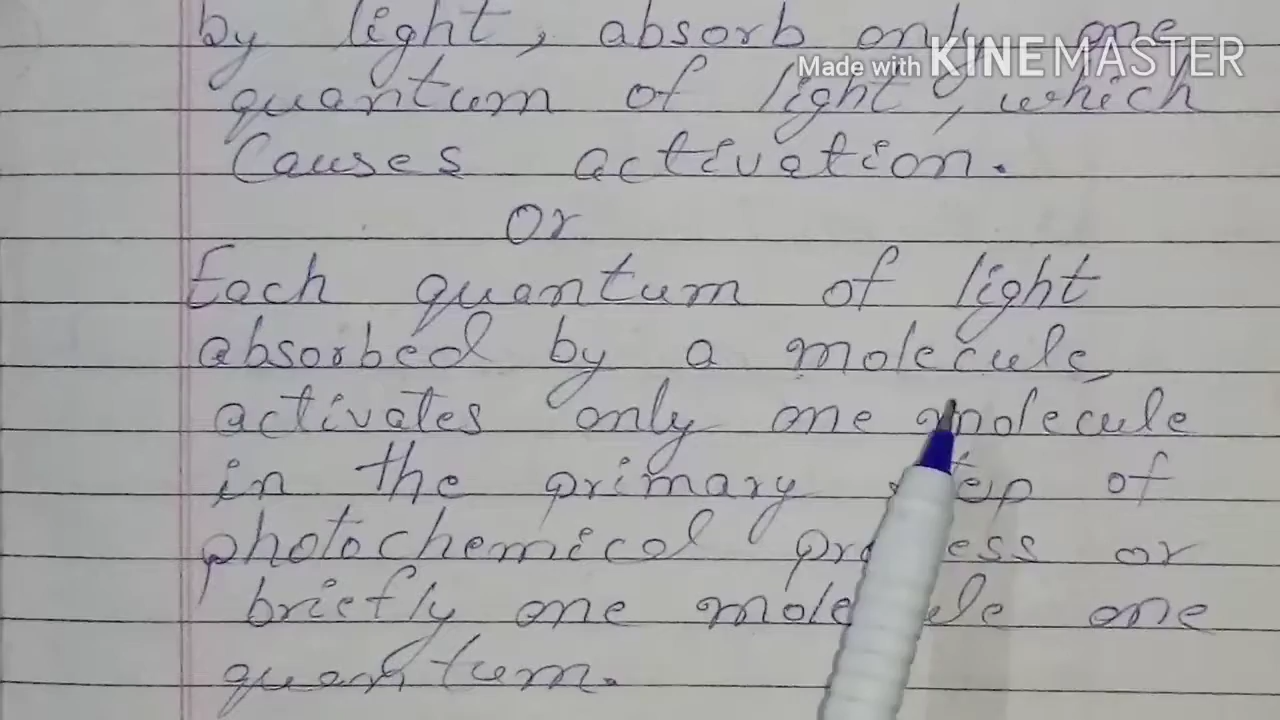 by light, absorb only one
Made with KINEMASTER
quantum of light, which
Causes activation.
Or
Each quantum of light
absorbed by a molecule,
activates only one molecule
in the primary step of
photochemical process or
briefly one molecule one
quantum.